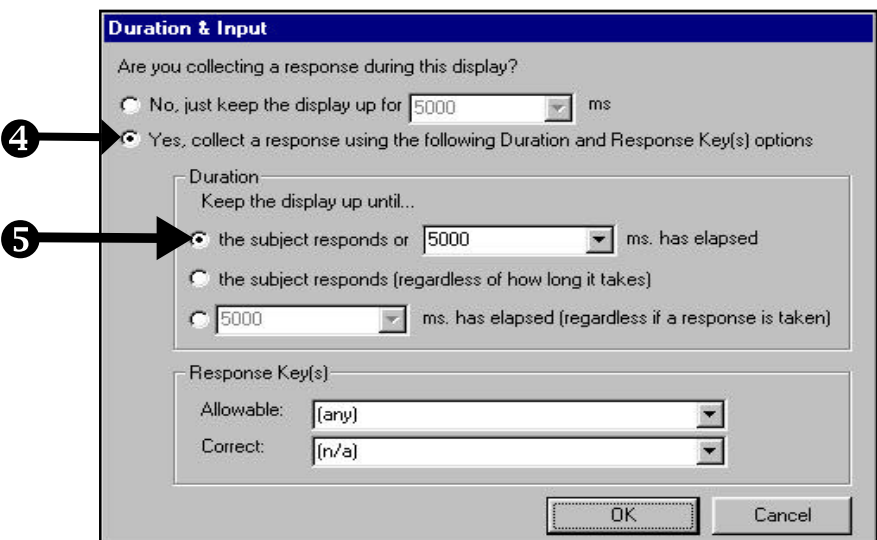 Duration & Input
Are you collecting a response during this display?
No, just keep the display up for 5000 ms
4 Yes, collect a response using the following Duration and Response Key(s) options
Duration
Keep the display up until...
5 the subject responds or 5000 ms. has elapsed
the subject responds (regardless of how long it takes)
5000 ms. has elapsed (regardless if a response is taken)
Response Key(s)
Allowable: (any)
Correct: (n/a)
OK Cancel